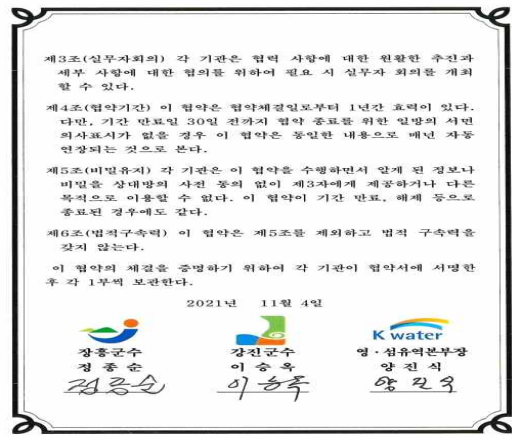 제3조(실무자회의) 각 기관은 협력 사항에 대한 원활한 추진과
세부 사항에 대한 협의를 위하여 필요 시 실무자 회의를 개최
할 수 있다.
제4조(협약기간) 이 협약은 협약체결일로부터 1년간 효력이 있다.
다만, 기간 만료일 30일 전까지 협약 종료를 위한 일방의 서면
의사표시가 없을 경우 이 협약은 동일한 내용으로 매년 자동
연장되는 것으로 본다.
제5조(비밀유지) 각 기관은 이 협약을 수행하면서 알게 된 정보나
비밀을 상대방의 사전 동의 없이 제3자에게 제공하거나 다른
목적으로 이용할 수 없다. 이 협약이 기간 만료, 해제 등으로
종료된 경우에도 같다.
제6조(법적구속력) 이 협약은 제5조를 제외하고 법적 구속력을
갖지 않는다.
이 협약의 체결을 증명하기 위하여 각 기관이 협약서에 서명한
후 각 1부씩 보관한다.
2021년 11월 4일
K water
장흥군수 강진군수 영·섬유역본부장
정종순 이승옥 양진식
정종순 이승옥 양진식